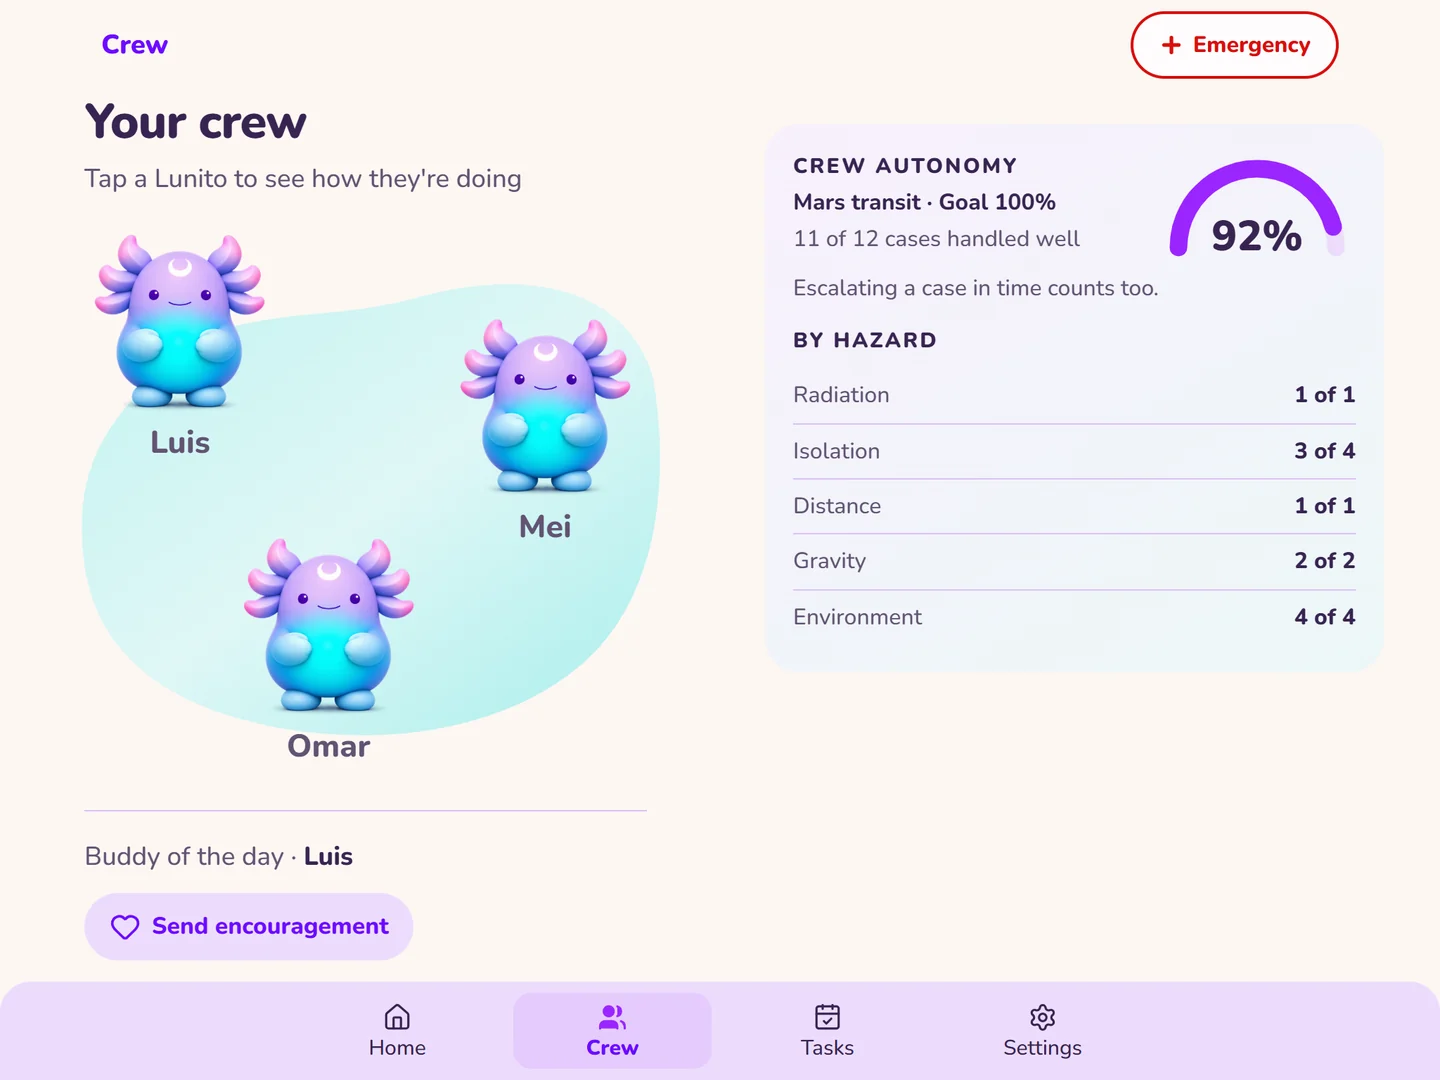 Crew
Emergency
Your crew
Tap a Lunito to see how they're doing
Luis
Mei
Omar
Buddy of the day · Luis
Send encouragement
CREW AUTONOMY
Mars transit · Goal 100%
11 of 12 cases handled well
92%
Escalating a case in time counts too.
BY HAZARD
Radiation 1 of 1
Isolation 3 of 4
Distance 1 of 1
Gravity 2 of 2
Environment 4 of 4
Home
Crew
Tasks
Settings